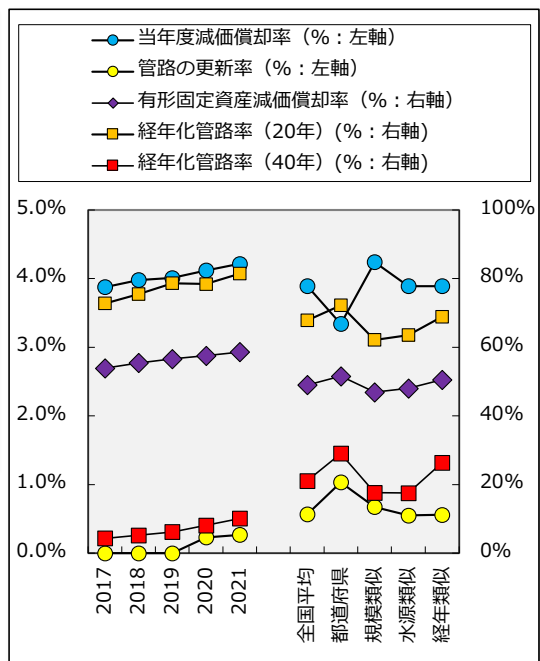 当年度減価償却率（%：左軸）
管路の更新率（%：左軸）
有形固定資産減価償却率（%：右軸）
経年化管路率（20年）(%：右軸)
経年化管路率（40年）(%：右軸)
5.0%
4.0%
3.0%
2.0%
1.0%
0.0%
100%
80%
60%
40%
20%
0%
2017
2018
2019
2020
2021
全国平均
都道府県
規模類似
水源類似
経年類似